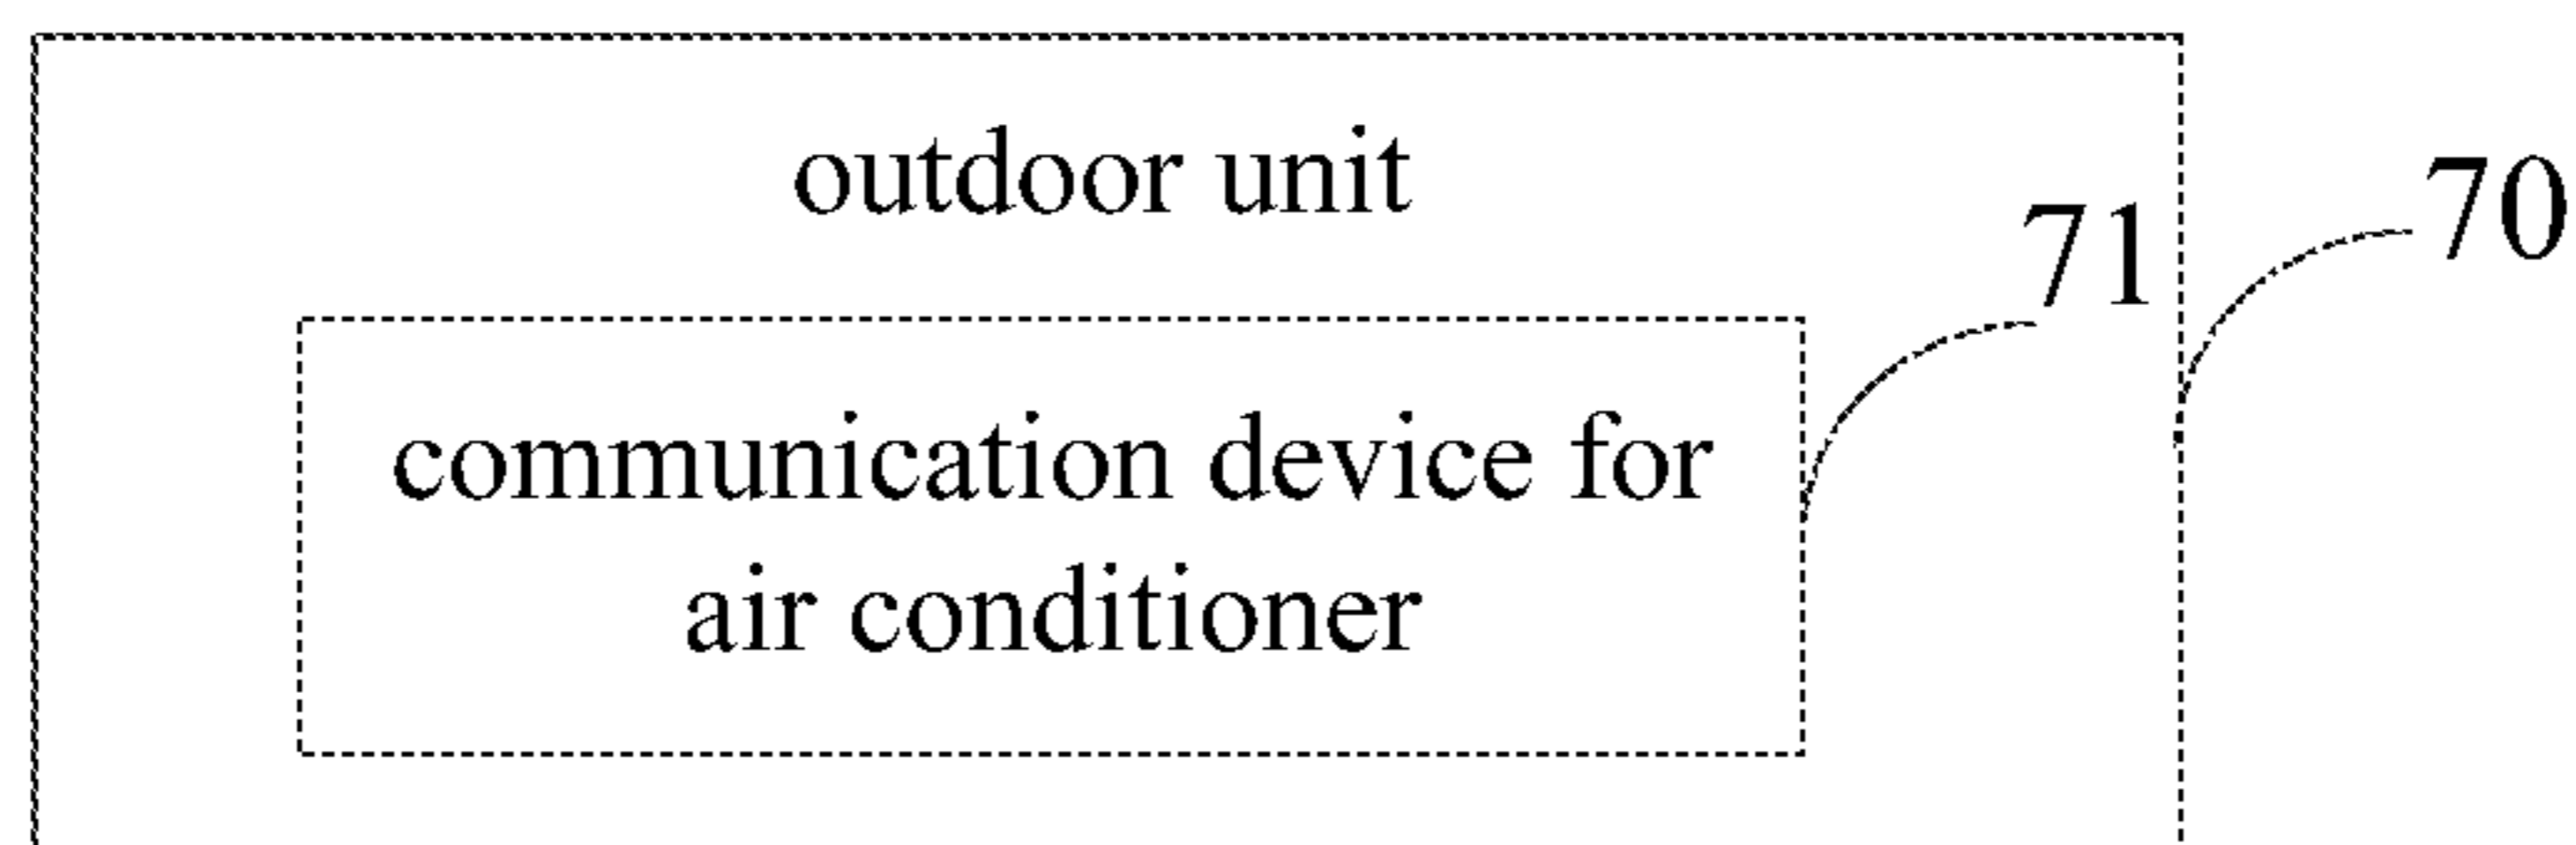 outdoor unit
71
70
communication device for
air conditioner